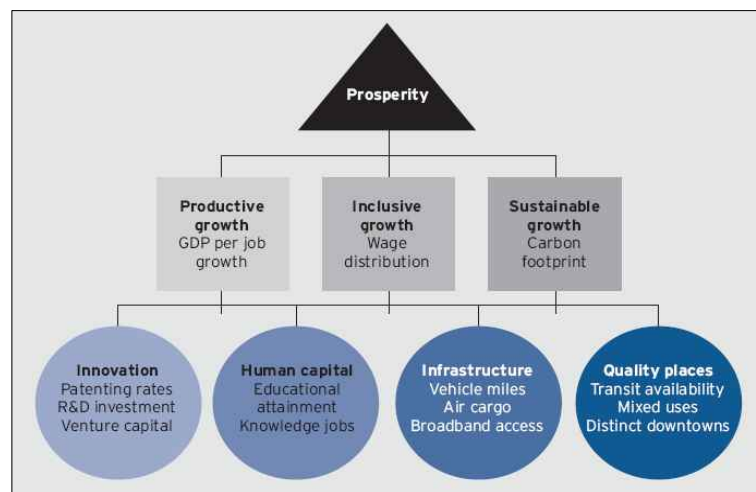 Prosperity
Productive
growth
GDP per job
growth
Inclusive
growth
Wage
distribution
Sustainable
growth
Carbon
footprint
Innovation
Patenting rates
R&D investment
Venture capital
Human capital
Educational
attainment
Knowledge jobs
Infrastructure
Vehicle miles
Air cargo
Broadband access
Quality places
Transit availability
Mixed uses
Distinct downtowns